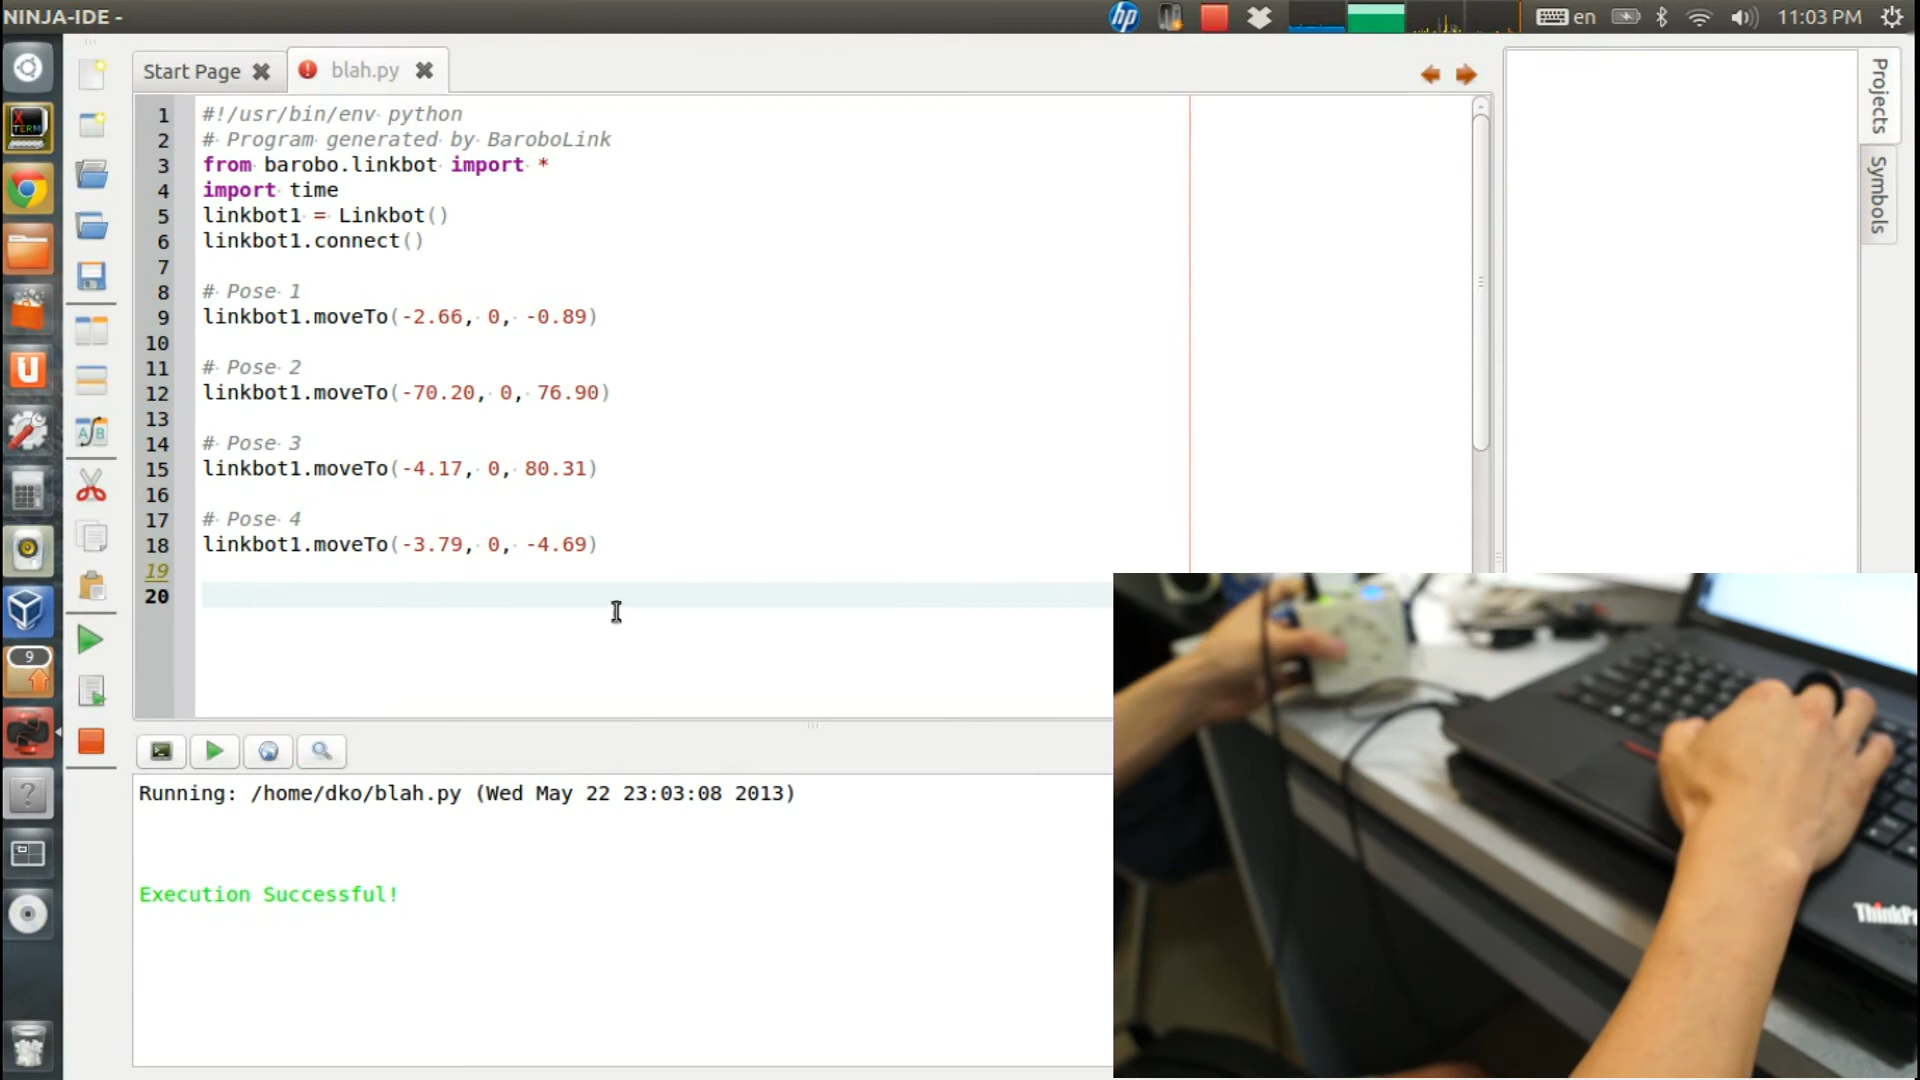 NINJA-IDE -
hp
en
11:03 PM
Start Page
blah.py
Projects
Symbols
1 #!/usr/bin/env python
2 # Program generated by BaroboLink
3 from barobo.linkbot import *
4 import time
5 linkbot1 = Linkbot()
6 linkbot1.connect()
7
8 # Pose 1
9 linkbot1.moveTo(-2.66, 0, -0.89)
10
11 # Pose 2
12 linkbot1.moveTo(-70.20, 0, 76.90)
13
14 # Pose 3
15 linkbot1.moveTo(-4.17, 0, 80.31)
16
17 # Pose 4
18 linkbot1.moveTo(-3.79, 0, -4.69)
19
20
X
TERM
U
A B
9
?
Running: /home/dko/blah.py (Wed May 22 23:03:08 2013)
Execution Successful!
ThinkPa